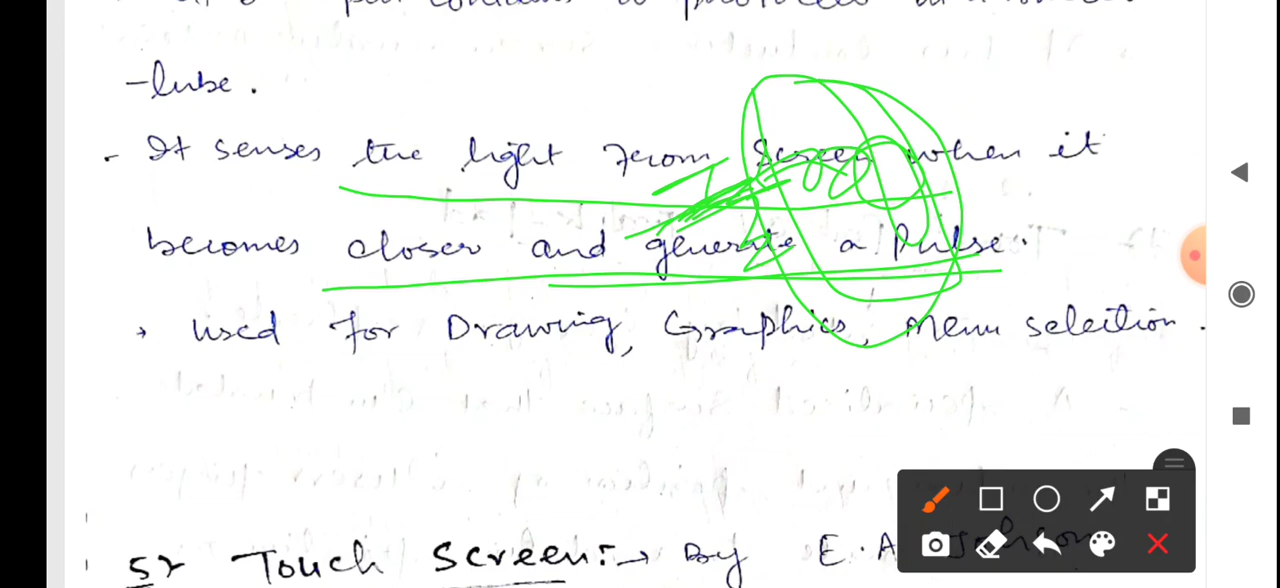 -lube.
- It senses the light from screen when it
becomes closer and generate a pulse.
→ used for Drawing, Graphics, menu selection.
5> Touch Screen:→ By E.A